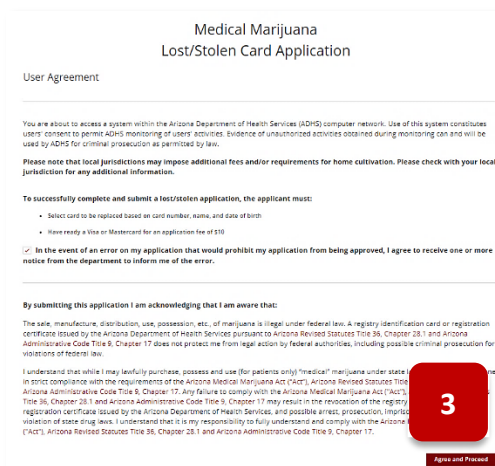 Medical Marijuana
Lost/Stolen Card Application
User Agreement
You are about to access a system within the Arizona Department of Health Services (ADHS) computer network. Use of this system constitutes
users' consent to permit ADHS monitoring of users' activities. Evidence of unauthorized activities obtained during monitoring can and will be
used by ADHS for criminal prosecution as permitted by law.
Please note that local jurisdictions may impose additional fees and/or requirements for home cultivation. Please check with your local
jurisdiction for any additional information.
To successfully complete and submit a lost/stolen application, the applicant must:
• Select card to be replaced based on card number, name, and date of birth
• Have ready a Visa or Mastercard for an application fee of $10
In the event of an error on my application that would prohibit my application from being approved, I agree to receive one or more
notice from the department to inform me of the error.
By submitting this application I am acknowledging that I am aware that:
The sale, manufacture, distribution, use, possession, etc., of marijuana is illegal under federal law. A registry identification card or registration
certificate issued by the Arizona Department of Health Services pursuant to Arizona Revised Statutes Title 36, Chapter 28.1 and Arizona
Administrative Code Title 9, Chapter 17 does not protect me from legal action by federal authorities, including possible criminal prosecution for
violations of federal law.
I understand that while I may lawfully purchase, possess and use (for patients only) "medical" marijuana under state
in strict compliance with the requirements of the Arizona Medical Marijuana Act ("Act"), Arizona Revised Statutes Title
Arizona Administrative Code Title 9, Chapter 17. Any failure to comply with the Arizona Medical Marijuana Act ("Act"),
Title 36, Chapter 28.1 and Arizona Administrative Code Title 9, Chapter 17 may result in the revocation of the registry
registration certificate issued by the Arizona Department of Health Services, and possible arrest, prosecution,
violation of state drug laws. I understand that it is my responsibility to fully understand and comply with the Arizona
("Act"), Arizona Revised Statutes Title 36, Chapter 28.1 and Arizona Administrative Code Title 9, Chapter 17.
3
Agree and Proceed